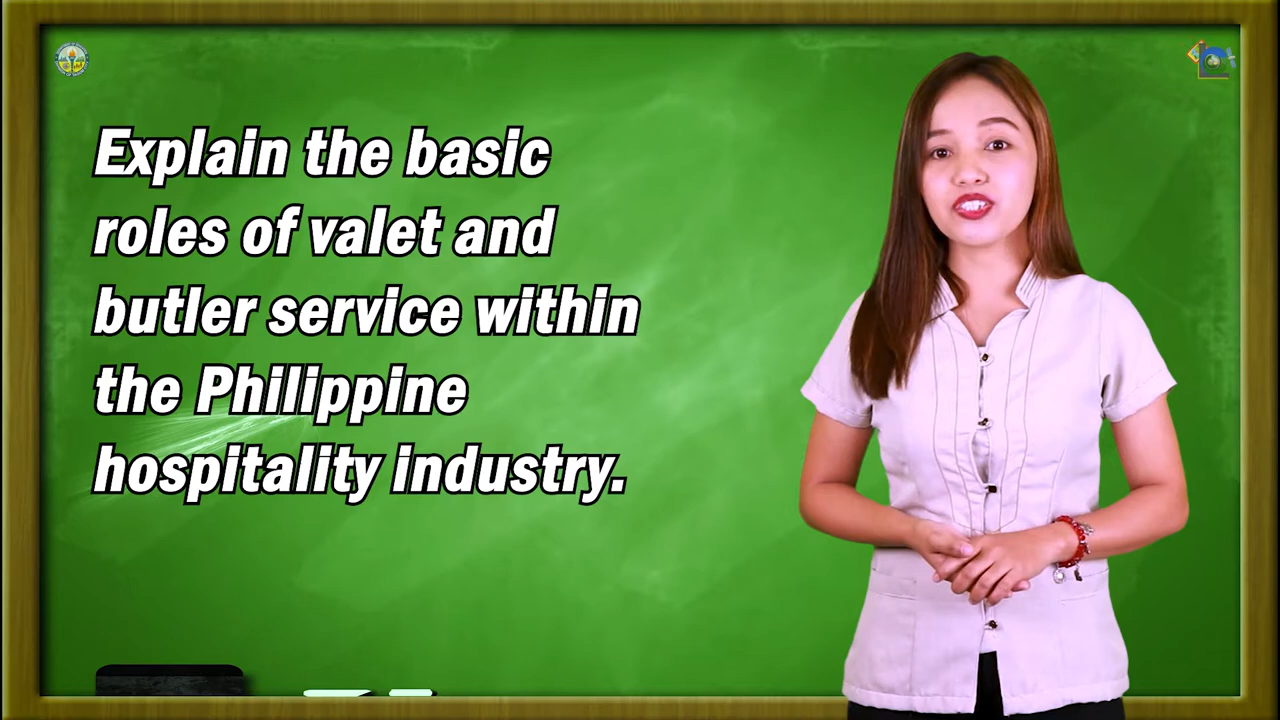 Explain the basic
roles of valet and
butler service within
the Philippine
hospitality industry.